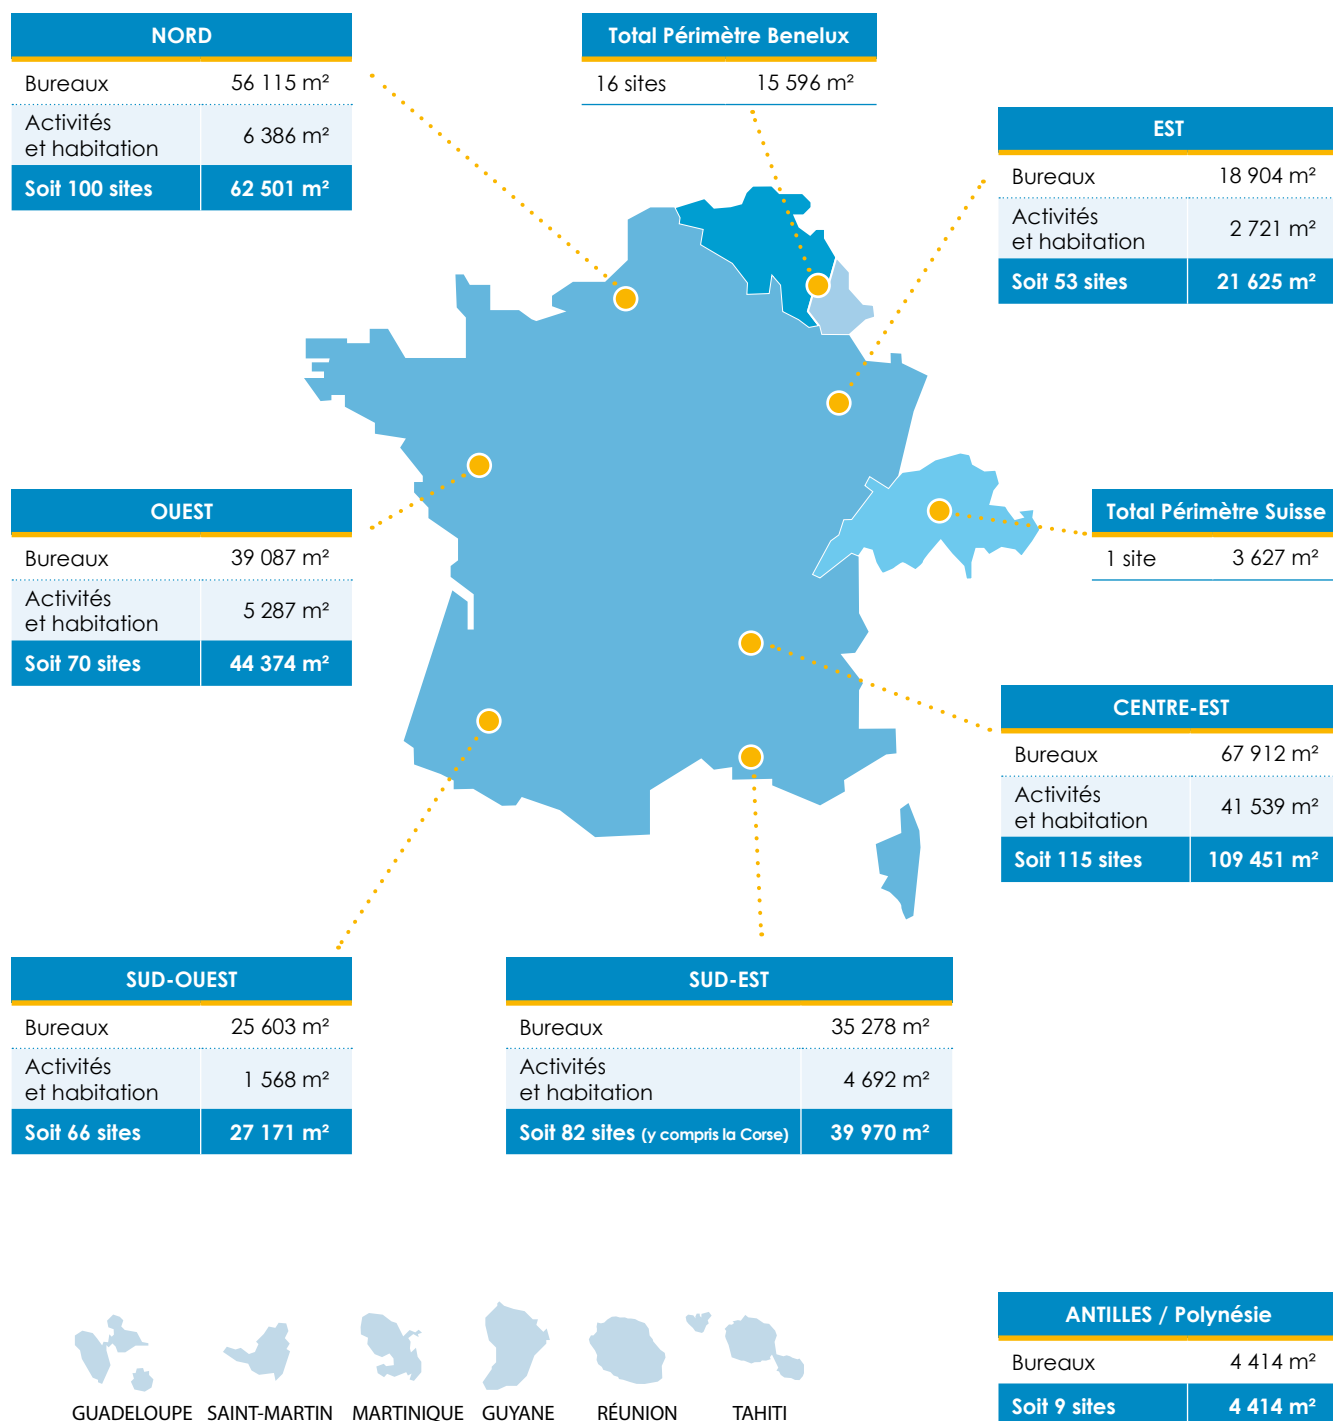 NORD
Bureaux 56 115 m²
Activités
et habitation 6 386 m²
Soit 100 sites 62 501 m²
Total Périmètre Benelux
16 sites 15 596 m²
EST
Bureaux 18 904 m²
Activités
et habitation 2 721 m²
Soit 53 sites 21 625 m²
OUEST
Bureaux 39 087 m²
Activités
et habitation 5 287 m²
Soit 70 sites 44 374 m²
Total Périmètre Suisse
1 site 3 627 m²
CENTRE-EST
Bureaux 67 912 m²
Activités
et habitation 41 539 m²
Soit 115 sites 109 451 m²
SUD-OUEST
Bureaux 25 603 m²
Activités
et habitation 1 568 m²
Soit 66 sites 27 171 m²
SUD-EST
Bureaux 35 278 m²
Activités
et habitation 4 692 m²
Soit 82 sites (y compris la Corse) 39 970 m²
ANTILLES / Polynésie
Bureaux 4 414 m²
Soit 9 sites 4 414 m²
GUADELOUPE SAINT-MARTIN MARTINIQUE GUYANE RÉUNION TAHITI